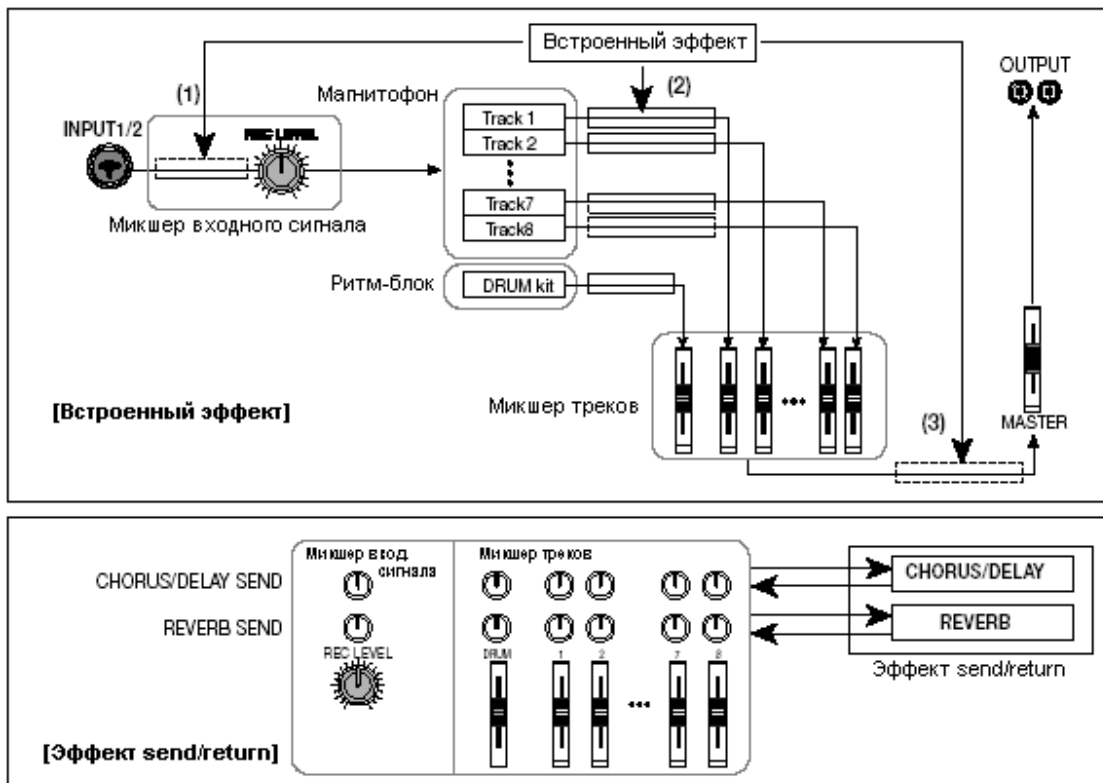 Встроенный эффект
OUTPUT
(1)
(2)
Магнитофон
INPUT1/2
REC LEVEL
Track 1
Track 2
Track7
Track8
Микшер входного сигнала
Ритм-блок
DRUM kit
Микшер треков
[Встроенный эффект]
(3)
MASTER
Микшер вход. сигнала
Микшер треков
CHORUS/DELAY SEND
CHORUS/DELAY
REVERB SEND
REVERB
REC LEVEL
DRUM 1 2 7 8
Эффект send/return
[Эффект send/return]